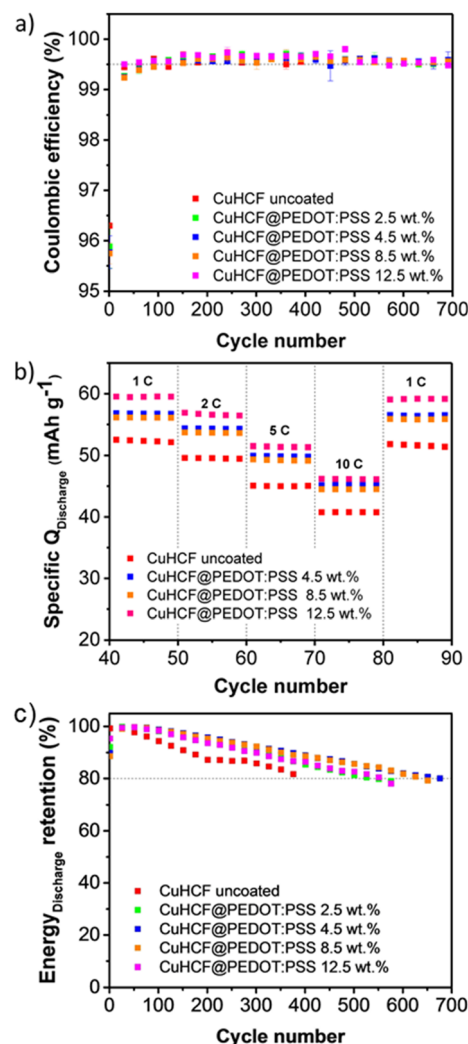 a)
Coulombic efficiency (%)
100
99
98
97
96
95
CuHCF uncoated
CuHCF@PEDOT:PSS 2.5 wt.%
CuHCF@PEDOT:PSS 4.5 wt.%
CuHCF@PEDOT:PSS 8.5 wt.%
CuHCF@PEDOT:PSS 12.5 wt.%
0 100 200 300 400 500 600 700
Cycle number
b)
Specific Q_Discharge (mAh g⁻¹)
60
50
40
30
20
1 C
2 C
5 C
10 C
1 C
CuHCF uncoated
CuHCF@PEDOT:PSS 4.5 wt.%
CuHCF@PEDOT:PSS 8.5 wt.%
CuHCF@PEDOT:PSS 12.5 wt.%
40 50 60 70 80 90
Cycle number
c)
Energy_Discharge retention (%)
100
80
60
40
20
0
CuHCF uncoated
CuHCF@PEDOT:PSS 2.5 wt.%
CuHCF@PEDOT:PSS 4.5 wt.%
CuHCF@PEDOT:PSS 8.5 wt.%
CuHCF@PEDOT:PSS 12.5 wt.%
0 100 200 300 400 500 600 700
Cycle number